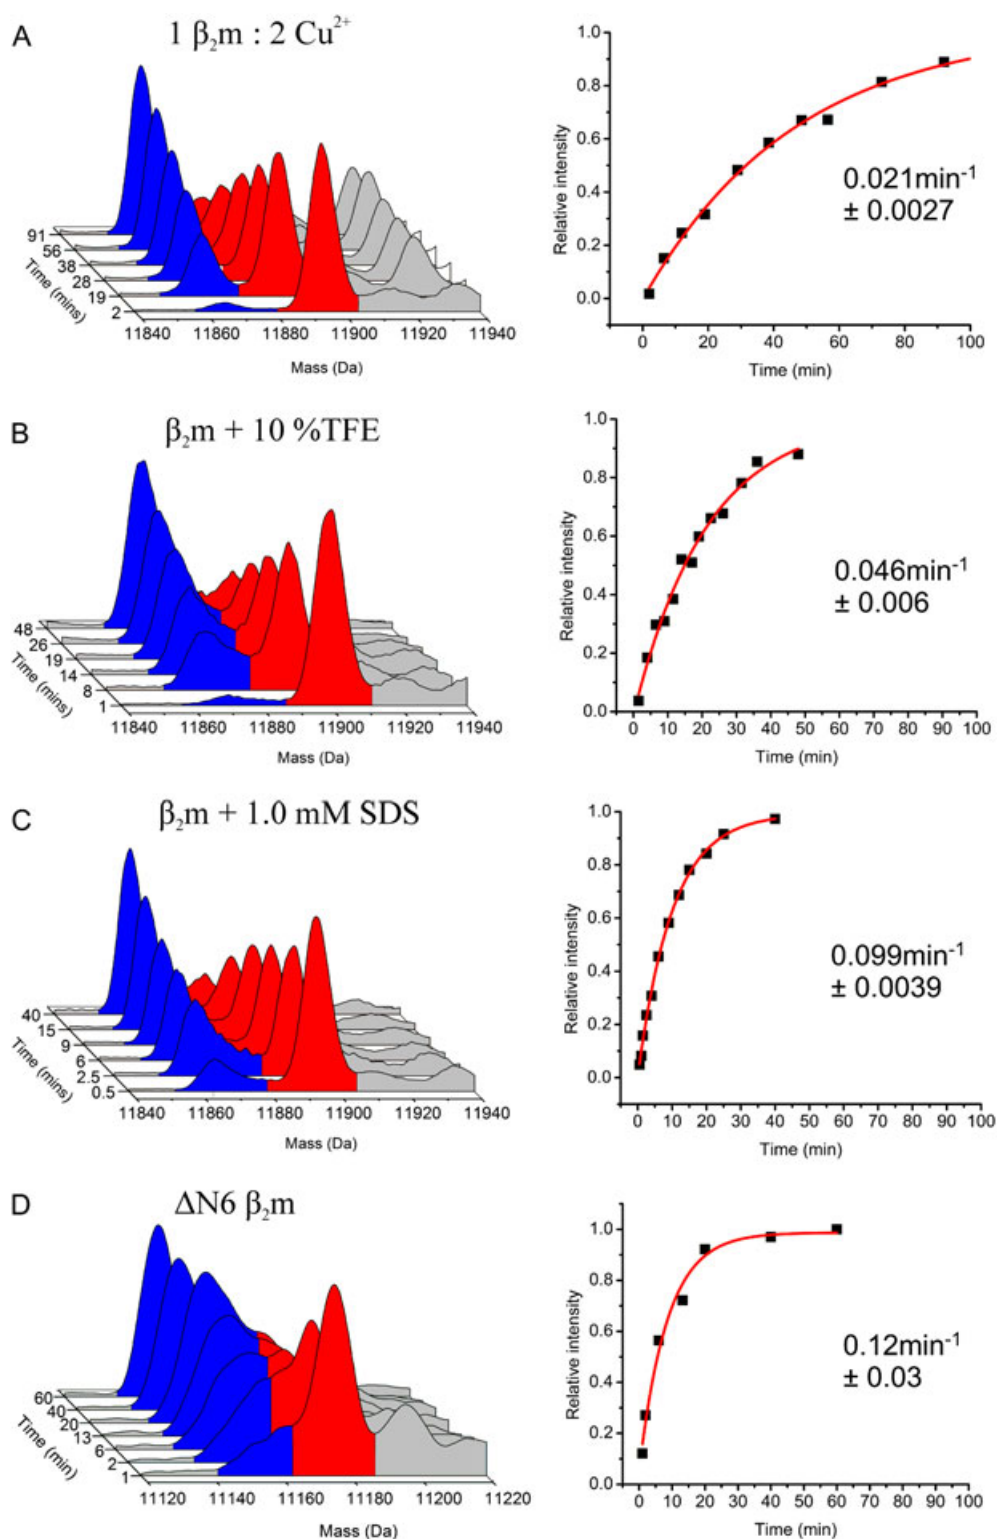 A
1 β₂m : 2 Cu²⁺
91
56
38
28
19
2
Time (mins)
11840 11860 11880 11900 11920 11940
Mass (Da)
Relative intensity
1.0
0.8
0.6
0.4
0.2
0.0
0.021min⁻¹
± 0.0027
0 20 40 60 80 100
Time (min)
B
β₂m + 10 %TFE
48
26
19
14
8
1
Time (mins)
11840 11860 11880 11900 11920 11940
Mass (Da)
Relative intensity
1.0
0.8
0.6
0.4
0.2
0.0
0.046min⁻¹
± 0.006
0 10 20 30 40 50 60 70 80 90 100
Time (min)
C
β₂m + 1.0 mM SDS
40
15
9
6
2.5
0.5
Time (mins)
11840 11860 11880 11900 11920 11940
Mass (Da)
Relative intensity
1.0
0.8
0.6
0.4
0.2
0.0
0.099min⁻¹
± 0.0039
0 10 20 30 40 50 60 70 80 90 100
Time (min)
D
ΔN6 β₂m
60
40
20
13
6
2
1
Time (min)
11120 11140 11160 11180 11200 11220
Mass (Da)
Relative intensity
1.0
0.8
0.6
0.4
0.2
0.0
0.12min⁻¹
± 0.03
0 10 20 30 40 50 60 70 80 90 100
Time (min)